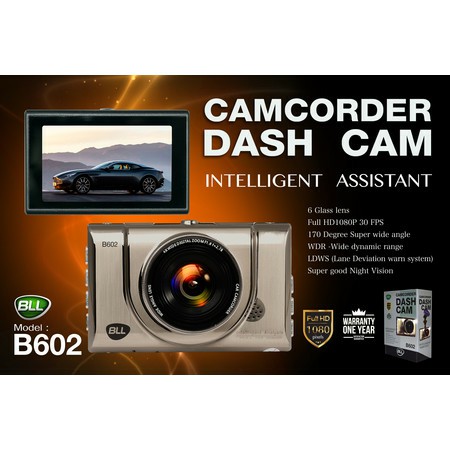 CAMCORDER
DASH CAM
INTELLIGENT ASSISTANT
6 Glass lens
Full HD1080P 30 FPS
170 Degree Super wide angle
WDR -Wide dynamic range
LDWS (Lane Deviation warn system)
Super good Night Vision
B602
BLL
BLL
Model :
B602
Full HD
1080
pixels
WARRANTY
ONE YEAR
DASH
CAM
BLL
B602